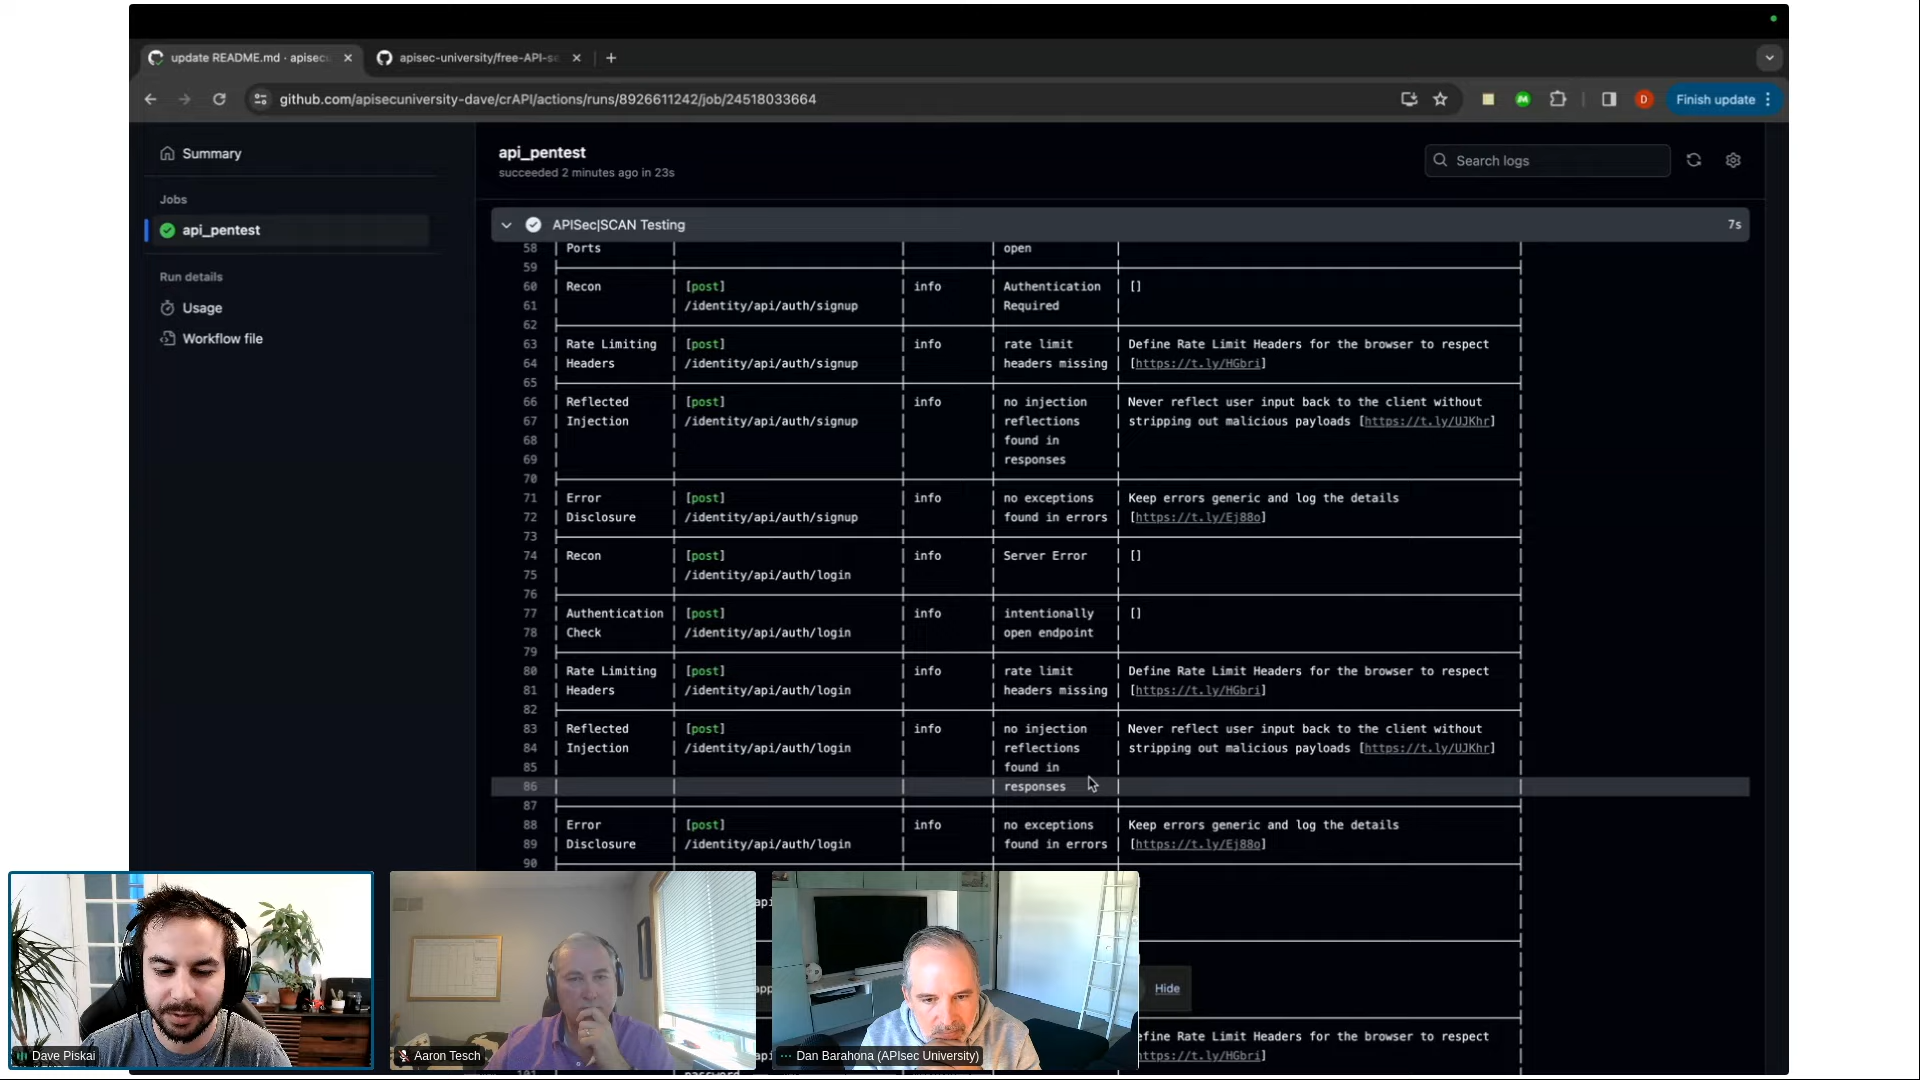 update README.md · apisec
apisec-university/free-API-se
github.com/apisecuniversity-dave/crAPI/actions/runs/8926611242/job/24518033664
D
Finish update
Summary
Jobs
api_pentest
Run details
Usage
Workflow file
api_pentest
succeeded 2 minutes ago in 23s
Search logs
APISec|SCAN Testing
7s
58 Ports open
59
60 Recon [post] info Authentication []
61 /identity/api/auth/signup Required
62
63 Rate Limiting [post] info rate limit Define Rate Limit Headers for the browser to respect
64 Headers /identity/api/auth/signup headers missing [https://t.ly/HGbri]
65
66 Reflected [post] info no injection Never reflect user input back to the client without
67 Injection /identity/api/auth/signup reflections stripping out malicious payloads [https://t.ly/UJKhr]
68 found in
69 responses
70
71 Error [post] info no exceptions Keep errors generic and log the details
72 Disclosure /identity/api/auth/signup found in errors [https://t.ly/Ej88o]
73
74 Recon [post] info Server Error []
75 /identity/api/auth/login
76
77 Authentication [post] info intentionally []
78 Check /identity/api/auth/login open endpoint
79
80 Rate Limiting [post] info rate limit Define Rate Limit Headers for the browser to respect
81 Headers /identity/api/auth/login headers missing [https://t.ly/HGbri]
82
83 Reflected [post] info no injection Never reflect user input back to the client without
84 Injection /identity/api/auth/login reflections stripping out malicious payloads [https://t.ly/UJKhr]
85 found in
86 responses
87
88 Error [post] info no exceptions Keep errors generic and log the details
89 Disclosure /identity/api/auth/login found in errors [https://t.ly/Ej88o]
90
Hide
efine Rate Limit Headers for the browser to respect
ttps://t.ly/HGbri]
Dave Piskai
Aaron Tesch
Dan Barahona (APIsec University)